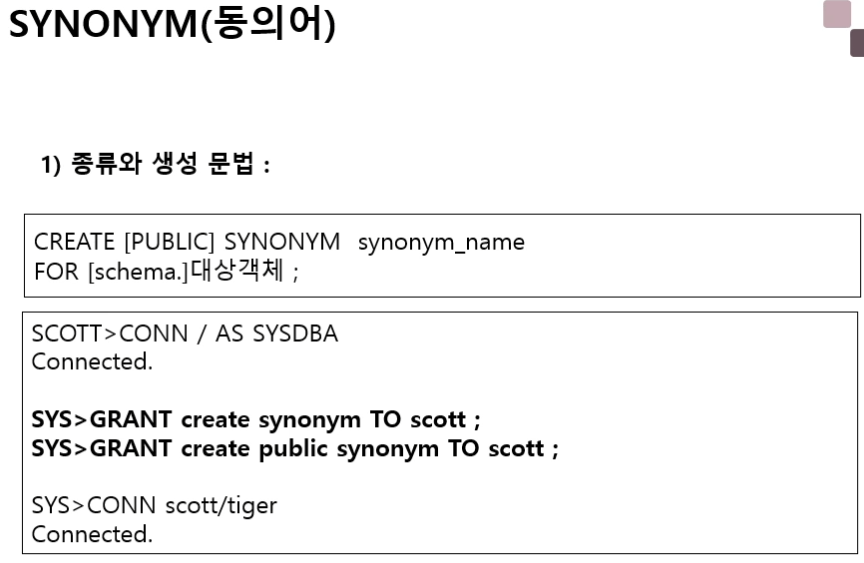 SYNONYM(동의어)
1) 종류와 생성 문법 :
CREATE [PUBLIC] SYNONYM  synonym_name
FOR [schema.]대상객체 ;
SCOTT>CONN / AS SYSDBA
Connected.
SYS>GRANT create synonym TO scott ;
SYS>GRANT create public synonym TO scott ;
SYS>CONN scott/tiger
Connected.